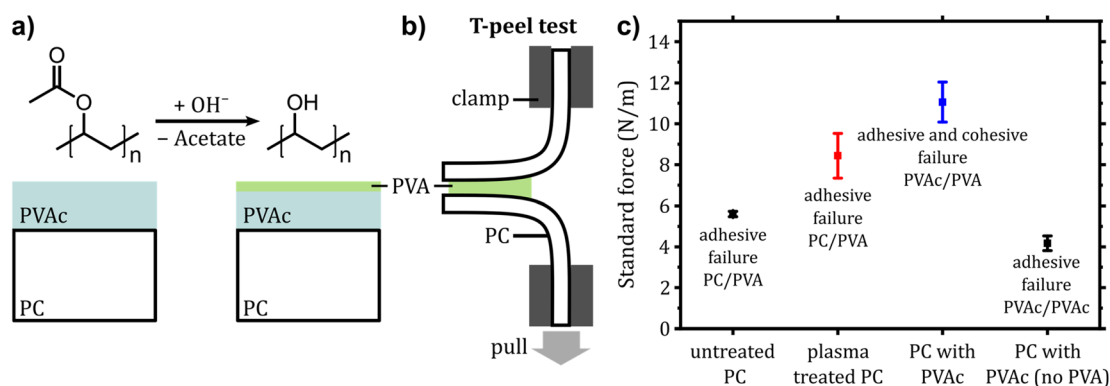 a)
O
O
n
+ OH⁻
− Acetate
OH
n
PVAc
PC
PVAc
PC
PVA
b)
T-peel test
clamp
PC
pull
c)
Standard force (N/m)
14
12
10
8
6
4
2
0
adhesive
failure
PC/PVA
adhesive
failure
PC/PVA
adhesive and cohesive
failure
PVAc/PVA
adhesive
failure
PVAc/PVAc
untreated
PC
plasma
treated PC
PC with
PVAc
PC with
PVAc (no PVA)